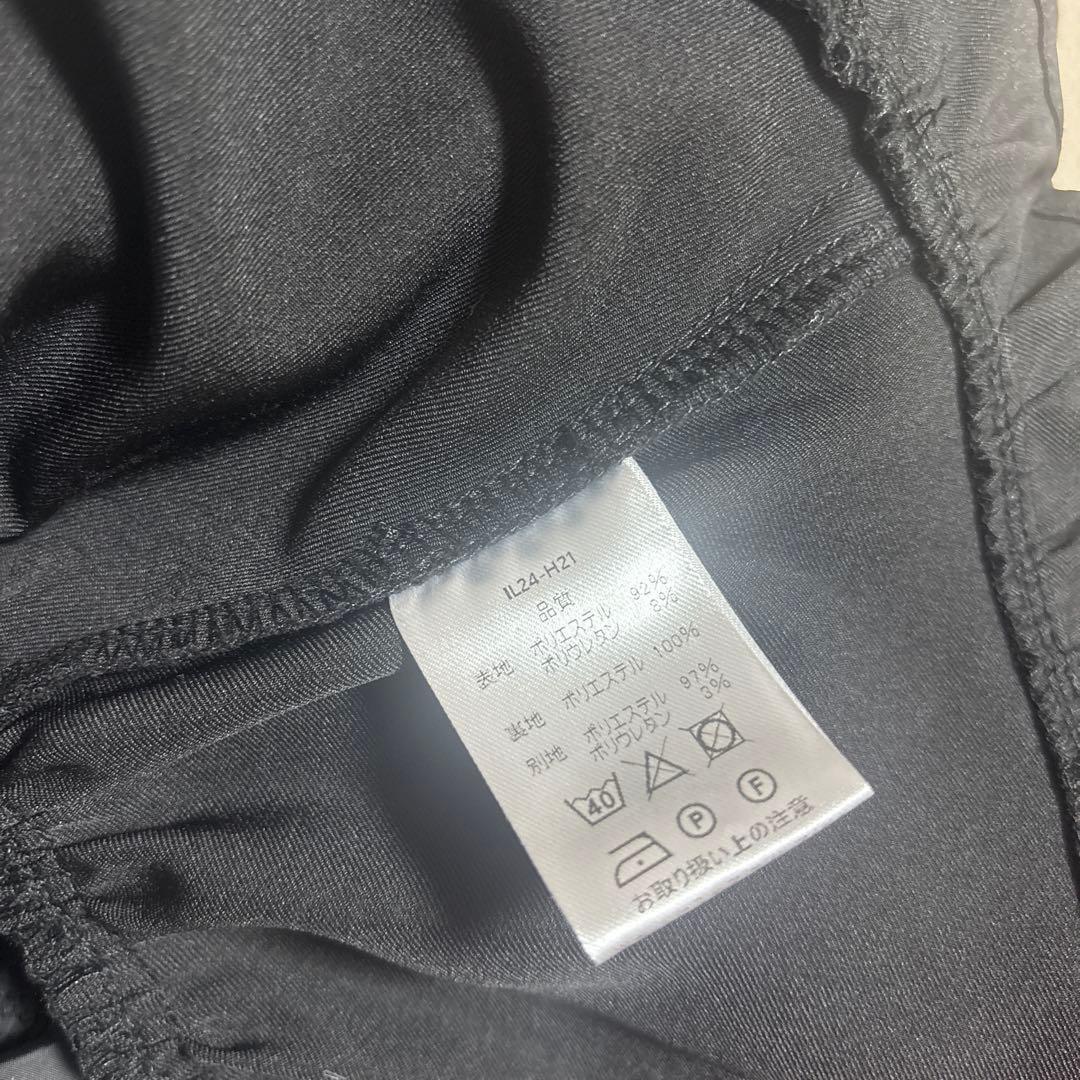 IL24-H21
品質
表地 ポリエステル 92%
ポリウレタン 8%
裏地 ポリエステル 100%
別地 ポリエステル 97%
ポリウレタン 3%
40
P F
お取り扱い上の注意